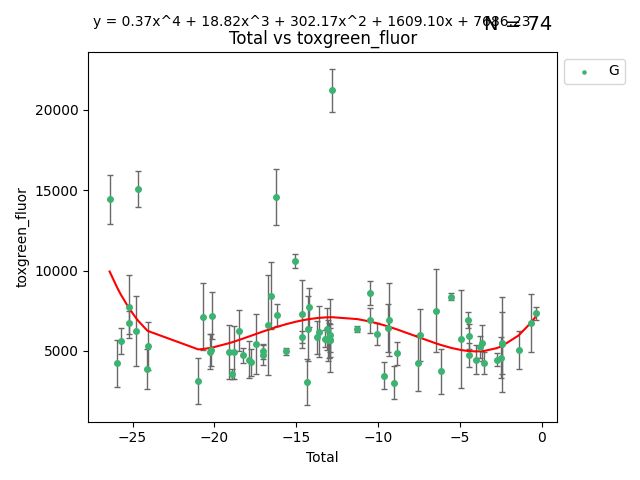 y = 0.37x^4 + 18.82x^3 + 302.17x^2 + 1609.10x + 7686.23
N = 74
Total vs toxgreen_fluor
G
20000
15000
10000
5000
toxgreen_fluor
−25 −20 −15 −10 −5 0
Total